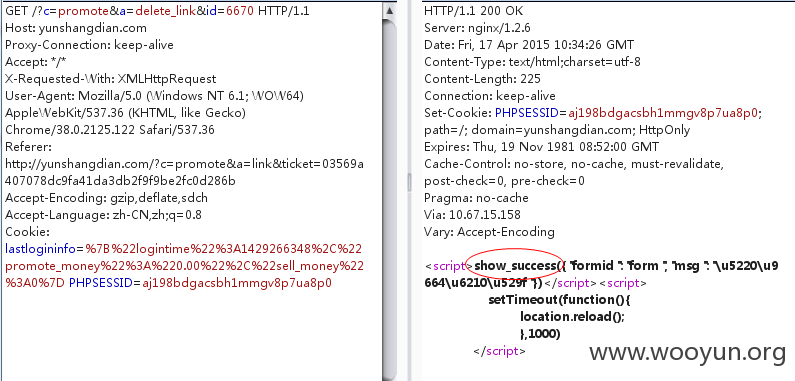 GET /?c=promote&a=delete_link&id=6670 HTTP/1.1
Host: yunshangdian.com
Proxy-Connection: keep-alive
Accept: */*
X-Requested-With: XMLHttpRequest
User-Agent: Mozilla/5.0 (Windows NT 6.1; WOW64)
AppleWebKit/537.36 (KHTML, like Gecko)
Chrome/38.0.2125.122 Safari/537.36
Referer:
http://yunshangdian.com/?c=promote&a=link&ticket=03569a
407078dc9fa41da3db2f9f9be2fc0d286b
Accept-Encoding: gzip,deflate,sdch
Accept-Language: zh-CN,zh;q=0.8
Cookie:
lastlogininfo=%7B%22logintime%22%3A1429266348%2C%22
promote_money%22%3A%220.00%22%2C%22sell_money%22
%3A0%7D PHPSESSID=aj198bdgacsbh1mmgv8p7ua8p0
HTTP/1.1 200 OK
Server: nginx/1.2.6
Date: Fri, 17 Apr 2015 10:34:26 GMT
Content-Type: text/html;charset=utf-8
Content-Length: 225
Connection: keep-alive
Set-Cookie: PHPSESSID=aj198bdgacsbh1mmgv8p7ua8p0;
path=/; domain=yunshangdian.com; HttpOnly
Expires: Thu, 19 Nov 1981 08:52:00 GMT
Cache-Control: no-store, no-cache, must-revalidate,
post-check=0, pre-check=0
Pragma: no-cache
Via: 10.67.15.158
Vary: Accept-Encoding
<script>show_success({ "formid ": "form ", "msg ": "\u5220\u9
664\u6210\u529f "})</script><script>
setTimeout(function(){
location.reload();
},1000)
</script>
www.wooyun.org